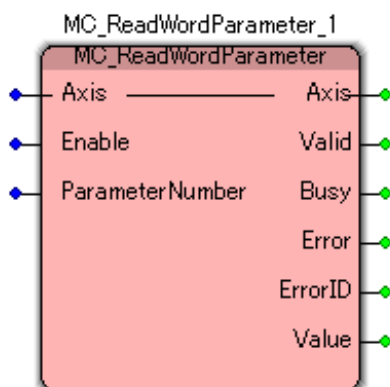 MC_ReadWordParameter_1
MC_ReadWordParameter
Axis Axis
Enable Valid
ParameterNumber Busy
Error
ErrorID
Value